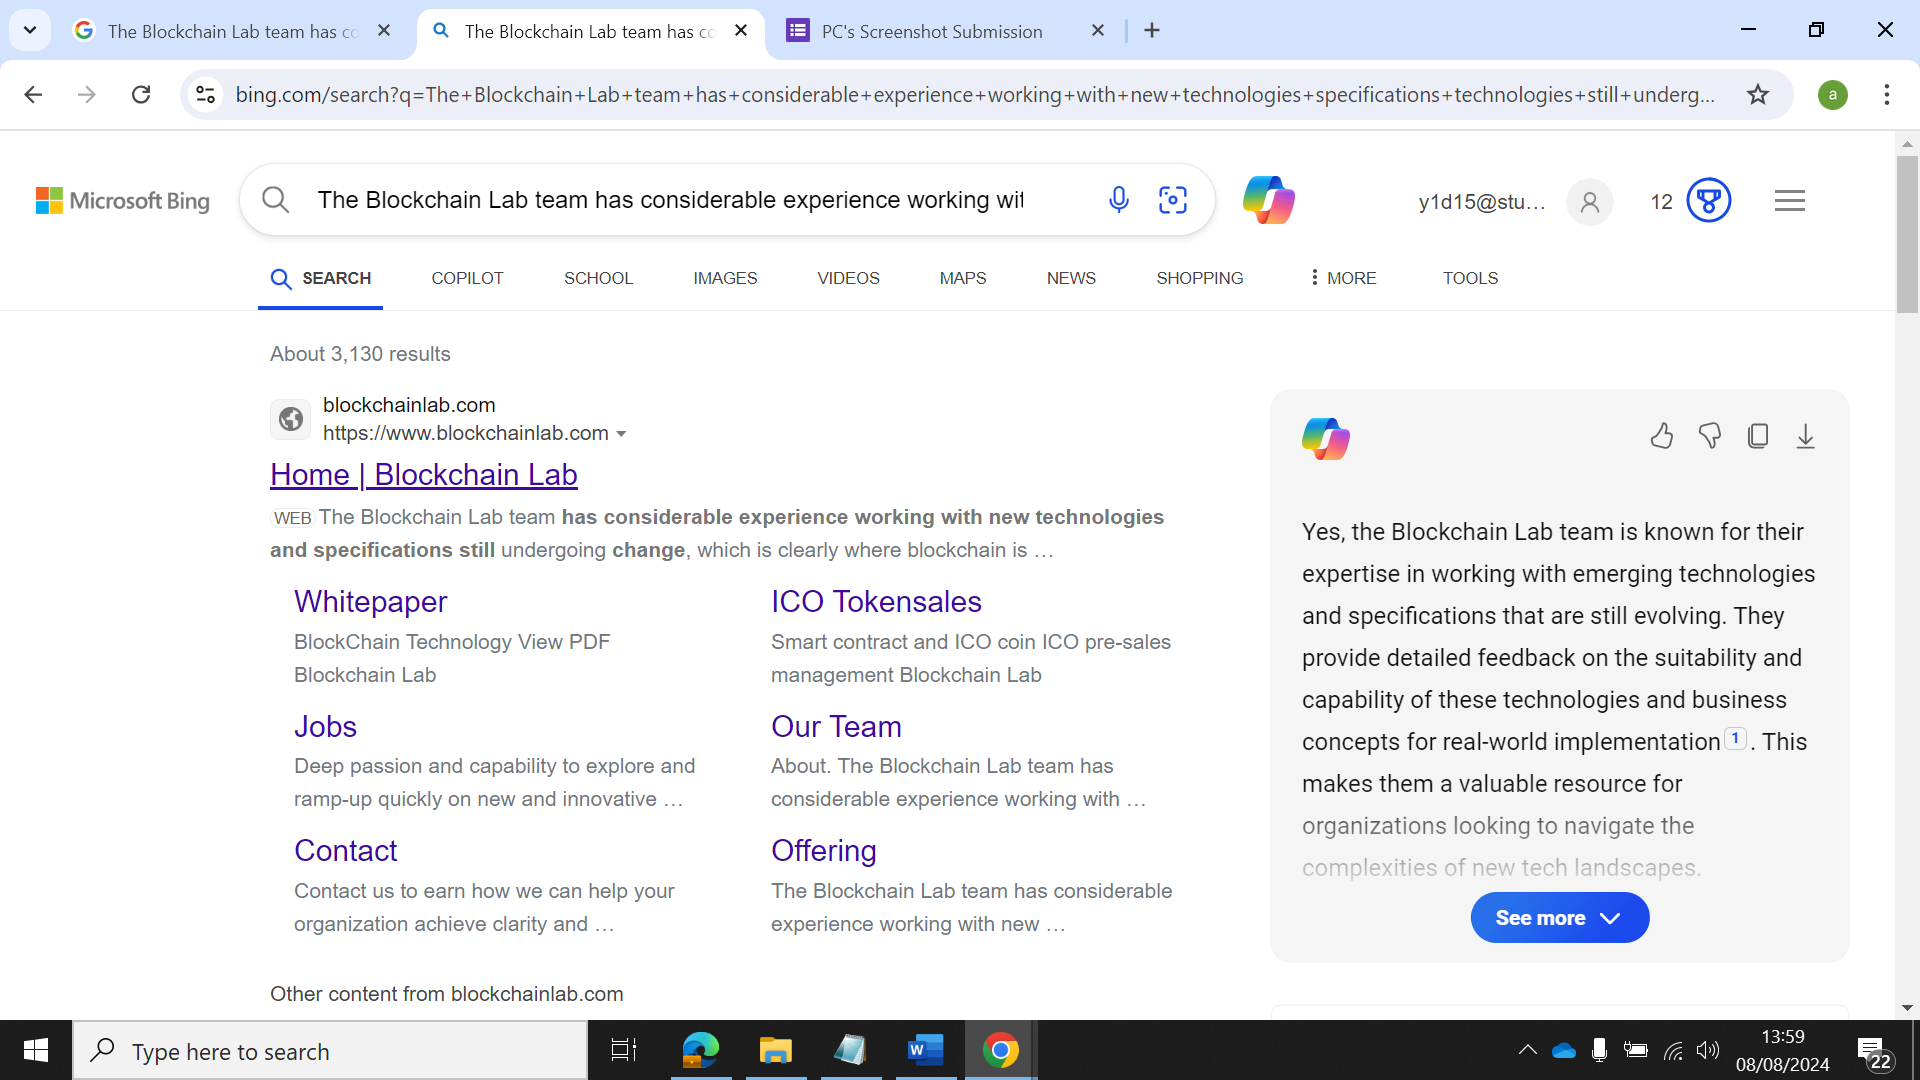 The Blockchain Lab team has co
The Blockchain Lab team has co
PC's Screenshot Submission
bing.com/search?q=The+Blockchain+Lab+team+has+considerable+experience+working+with+new+technologies+specifications+technologies+still+underg...
a
Microsoft Bing
The Blockchain Lab team has considerable experience working wit
y1d15@stu...
12
SEARCH
COPILOT
SCHOOL
IMAGES
VIDEOS
MAPS
NEWS
SHOPPING
MORE
TOOLS
About 3,130 results
blockchainlab.com
https://www.blockchainlab.com
Home | Blockchain Lab
WEB The Blockchain Lab team has considerable experience working with new technologies
and specifications still undergoing change, which is clearly where blockchain is …
Whitepaper
BlockChain Technology View PDF
Blockchain Lab
ICO Tokensales
Smart contract and ICO coin ICO pre-sales
management Blockchain Lab
Jobs
Deep passion and capability to explore and
ramp-up quickly on new and innovative …
Our Team
About. The Blockchain Lab team has
considerable experience working with …
Contact
Contact us to earn how we can help your
organization achieve clarity and …
Offering
The Blockchain Lab team has considerable
experience working with new …
Other content from blockchainlab.com
Yes, the Blockchain Lab team is known for their
expertise in working with emerging technologies
and specifications that are still evolving. They
provide detailed feedback on the suitability and
capability of these technologies and business
concepts for real-world implementation 1 . This
makes them a valuable resource for
organizations looking to navigate the
complexities of new tech landscapes.
See more
Type here to search
W
13:59
08/08/2024
22